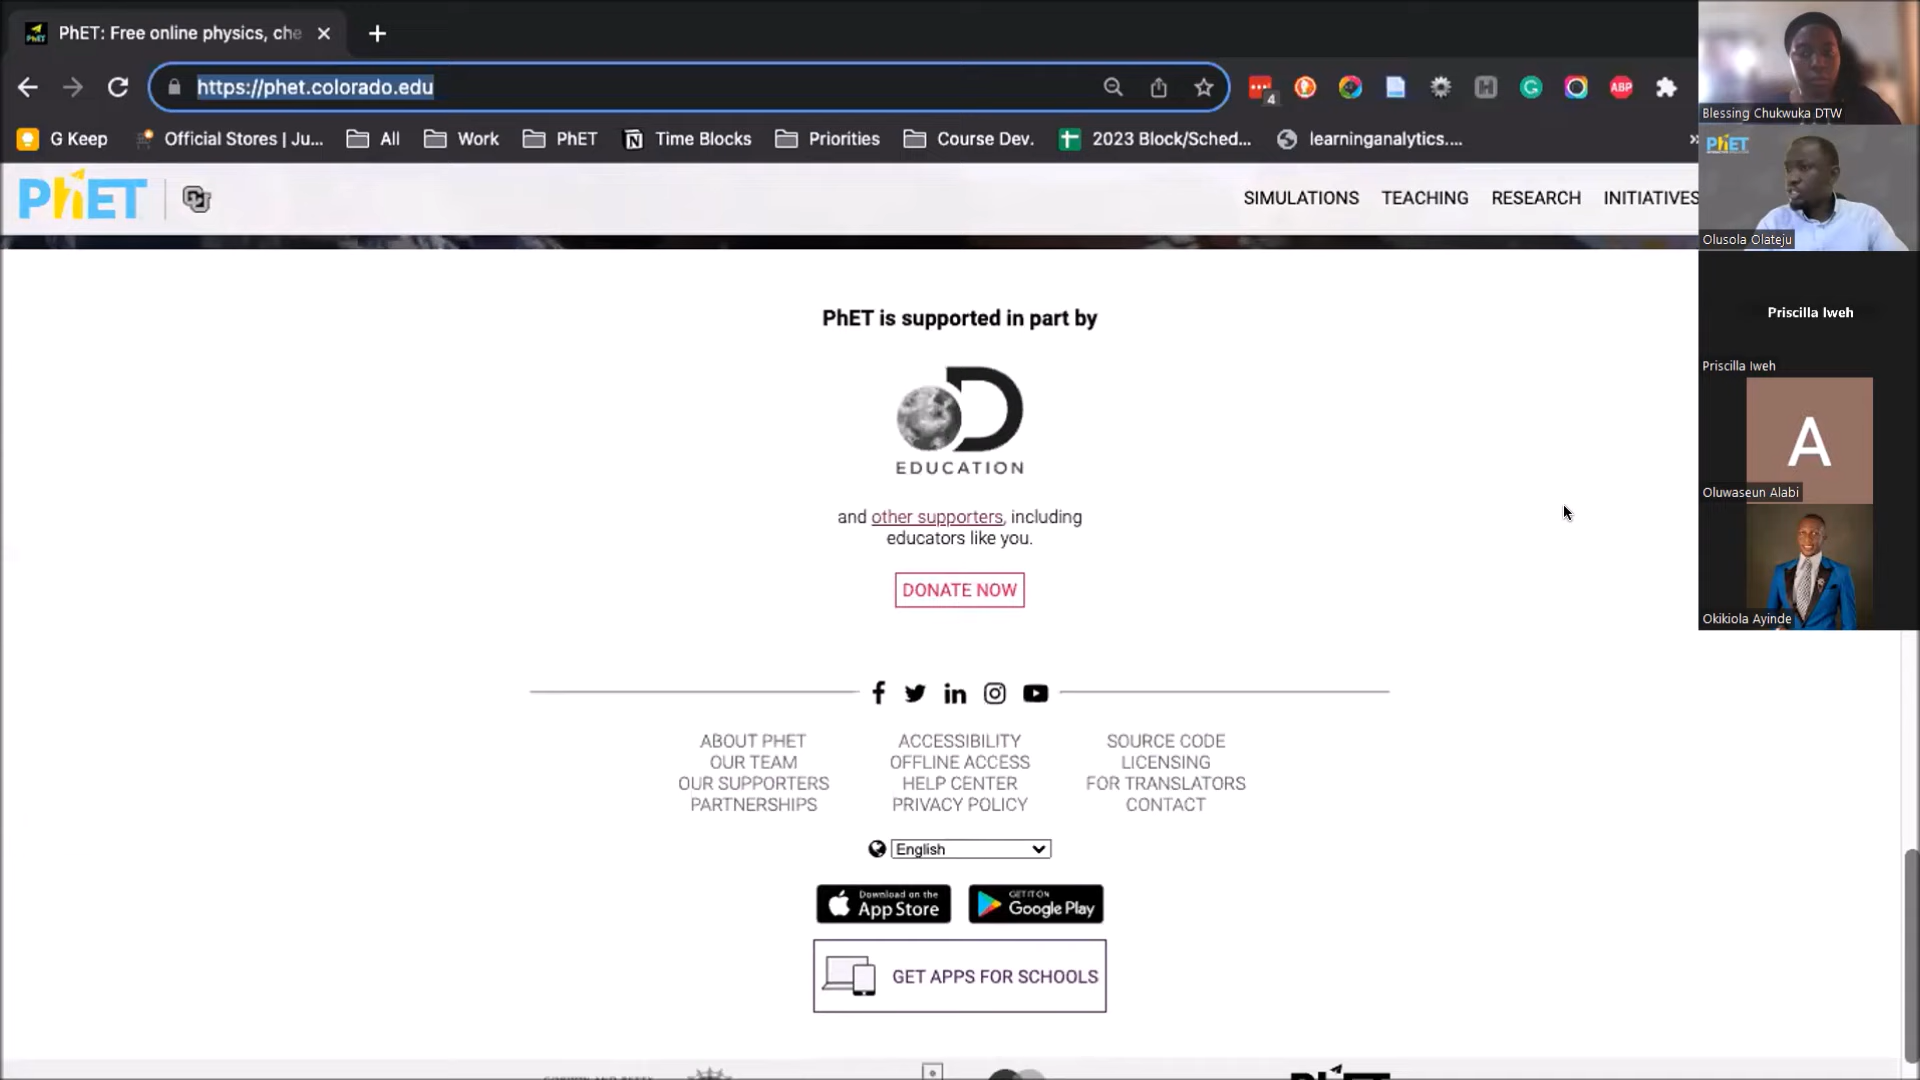 PhET: Free online physics, che
https://phet.colorado.edu
4
ABP
G Keep
Official Stores | Ju...
All
Work
PhET
Time Blocks
Priorities
Course Dev.
2023 Block/Sched...
learninganalytics....
»
PhET
CU
SIMULATIONS TEACHING RESEARCH INITIATIVES
PhET is supported in part by
D
EDUCATION
and other supporters, including
educators like you.
DONATE NOW
ABOUT PHET
OUR TEAM
OUR SUPPORTERS
PARTNERSHIPS
ACCESSIBILITY
OFFLINE ACCESS
HELP CENTER
PRIVACY POLICY
SOURCE CODE
LICENSING
FOR TRANSLATORS
CONTACT
English
Download on the
App Store
GET IT ON
Google Play
GET APPS FOR SCHOOLS
PhET
Blessing Chukwuka DTW
PhET
Olusola Olateju
Priscilla Iweh
Priscilla Iweh
A
Oluwaseun Alabi
Okikiola Ayinde